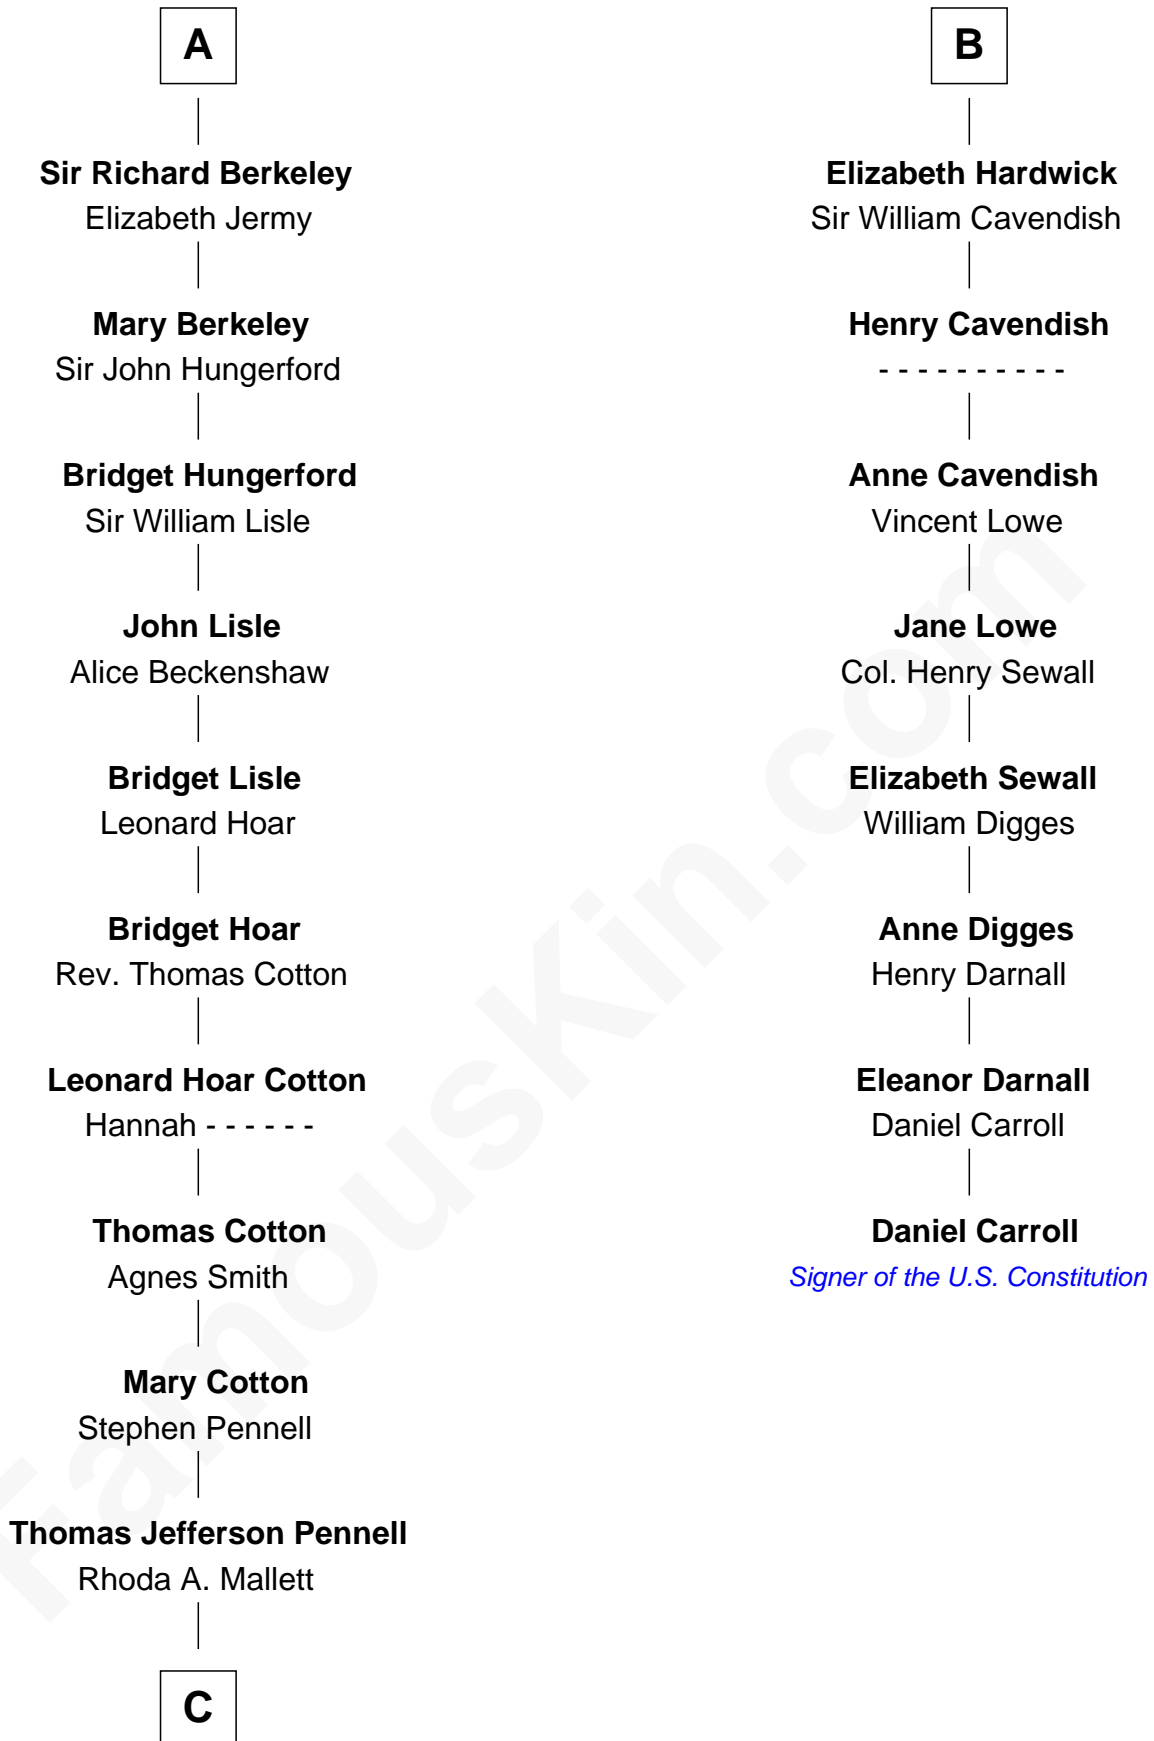 A
Sir Richard Berkeley
Elizabeth Jermy
Mary Berkeley
Sir John Hungerford
Bridget Hungerford
Sir William Lisle
John Lisle
Alice Beckenshaw
Bridget Lisle
Leonard Hoar
Bridget Hoar
Rev. Thomas Cotton
Leonard Hoar Cotton
Hannah - - - - - -
Thomas Cotton
Agnes Smith
Mary Cotton
Stephen Pennell
Thomas Jefferson Pennell
Rhoda A. Mallett
C
B
Elizabeth Hardwick
Sir William Cavendish
Henry Cavendish
- - - - - - - - - -
Anne Cavendish
Vincent Lowe
Jane Lowe
Col. Henry Sewall
Elizabeth Sewall
William Digges
Anne Digges
Henry Darnall
Eleanor Darnall
Daniel Carroll
Daniel Carroll
Signer of the U.S. Constitution
FamousKin.com